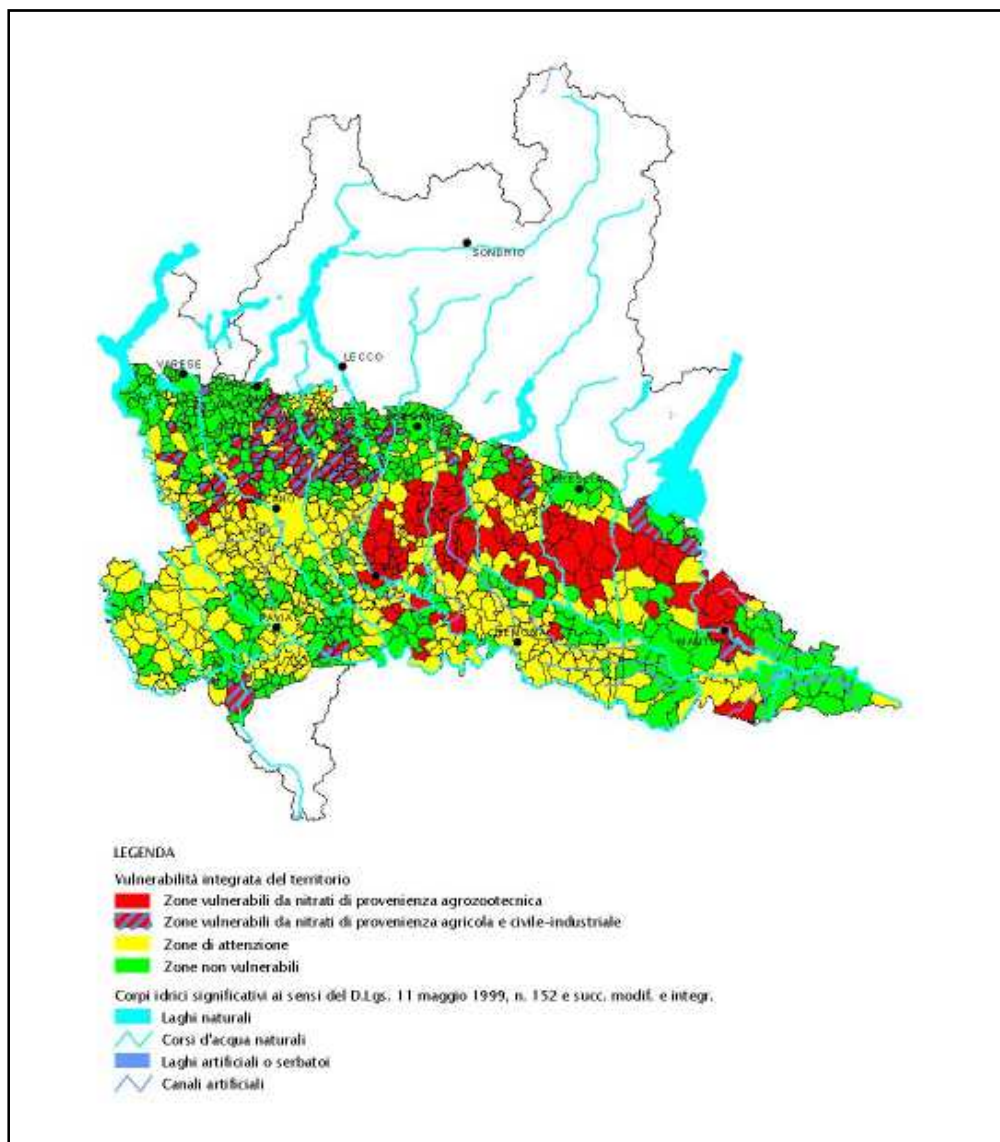 SONDRIO
LECCO
VARESE
BRESCIA
PAVIA
CREMONA
LEGENDA
Vulnerabilità integrata del territorio
Zone vulnerabili da nitrati di provenienza agrozootecnica
Zone vulnerabili da nitrati di provenienza agricola e civile-industriale
Zone di attenzione
Zone non vulnerabili
Corpi idrici significativi ai sensi del D.Lgs. 11 maggio 1999, n. 152 e succ. modif. e integr.
Laghi naturali
Corsi d'acqua naturali
Laghi artificiali o serbatoi
Canali artificiali